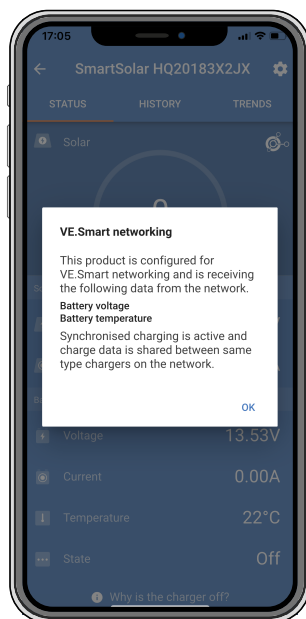 17:05
SmartSolar HQ20183X2JX
STATUS HISTORY TRENDS
Solar
VE.Smart networking
This product is configured for
VE.Smart networking and is receiving
the following data from the network.
Battery voltage
Battery temperature
Synchronised charging is active and
charge data is shared between same
type chargers on the network.
OK
Voltage 13.53V
Current 0.00A
Temperature 22°C
State Off
Why is the charger off?